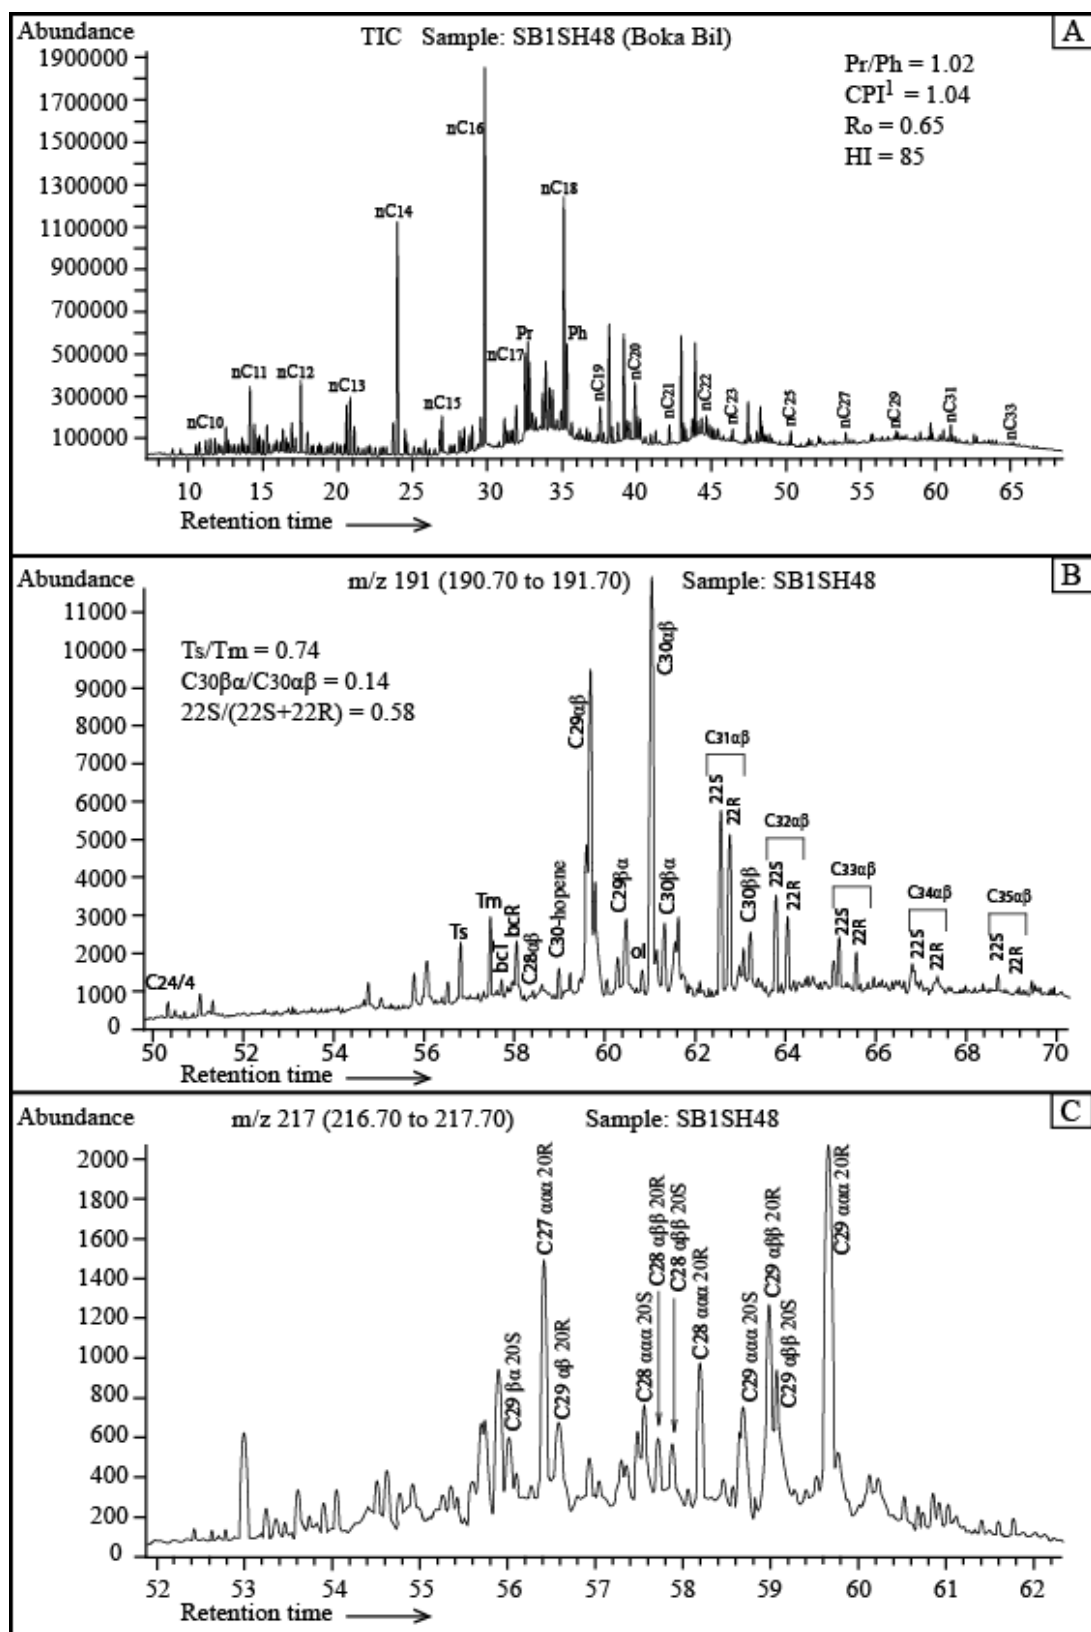 Abundance
TIC Sample: SB1SH48 (Boka Bil)
A
Pr/Ph = 1.02
CPI1 = 1.04
Ro = 0.65
HI = 85
1900000
1700000
1500000
1300000
1100000
900000
700000
500000
300000
100000
nC10
nC11
nC12
nC13
nC14
nC15
nC16
nC17
Pr
nC18
Ph
nC19
nC20
nC21
nC22
nC23
nC25
nC27
nC29
nC31
nC33
10 15 20 25 30 35 40 45 50 55 60 65
Retention time
Abundance
m/z 191 (190.70 to 191.70) Sample: SB1SH48
B
Ts/Tm = 0.74
C30βα/C30αβ = 0.14
22S/(22S+22R) = 0.58
11000
10000
9000
8000
7000
6000
5000
4000
3000
2000
1000
0
C24/4
Ts
Tm
bcT
bcR
C28αβ
C30-hopene
C29αβ
C29βα
ol
C30αβ
C30βα
C31αβ
22S
22R
C30ββ
C32αβ
22S
22R
C33αβ
22S
22R
C34αβ
22S
22R
C35αβ
22S
22R
50 52 54 56 58 60 62 64 66 68 70
Retention time
Abundance
m/z 217 (216.70 to 217.70) Sample: SB1SH48
C
2000
1800
1600
1400
1200
1000
800
600
400
200
0
C29 βα 20S
C27 ααα 20R
C29 αβ 20R
C28 ααα 20S
C28 αββ 20R
C28 αββ 20S
C28 ααα 20R
C29 ααα 20S
C29 αββ 20R
C29 αββ 20S
C29 ααα 20R
52 53 54 55 56 57 58 59 60 61 62
Retention time